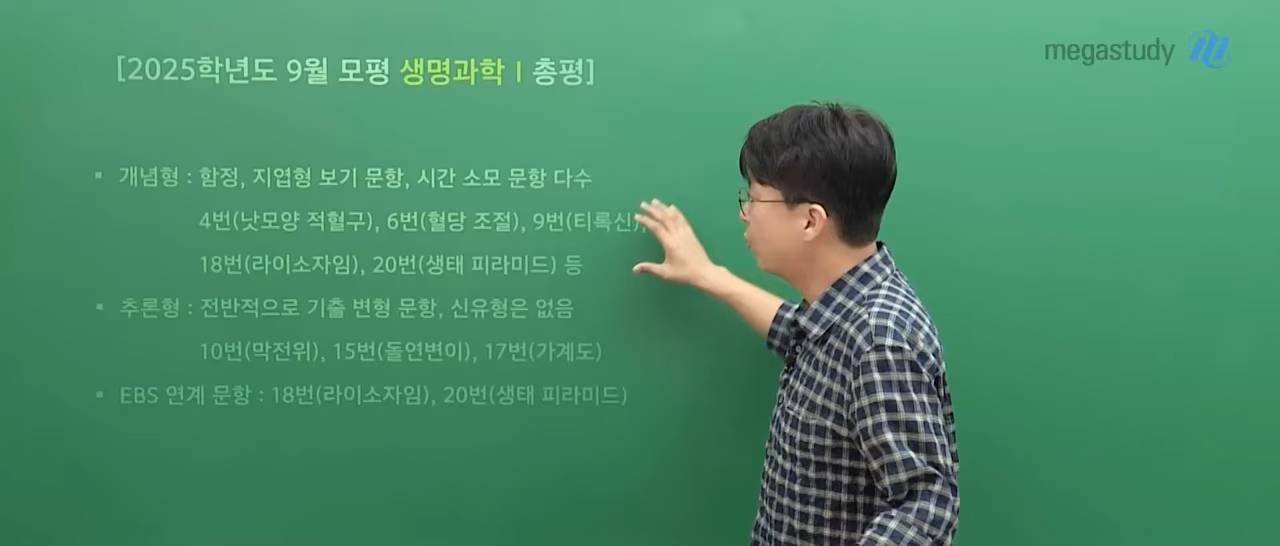 megastudy
[2025학년도 9월 모평 생명과학 I 총평]
▪ 개념형 : 함정, 지엽형 보기 문항, 시간 소모 문항 다수
4번(낫모양 적혈구), 6번(혈당 조절), 9번(티록신),
18번(라이소자임), 20번(생태 피라미드) 등
▪ 추론형 : 전반적으로 기출 변형 문항, 신유형은 없음
10번(막전위), 15번(돌연변이), 17번(가계도)
▪ EBS 연계 문항 : 18번(라이소자임), 20번(생태 피라미드)